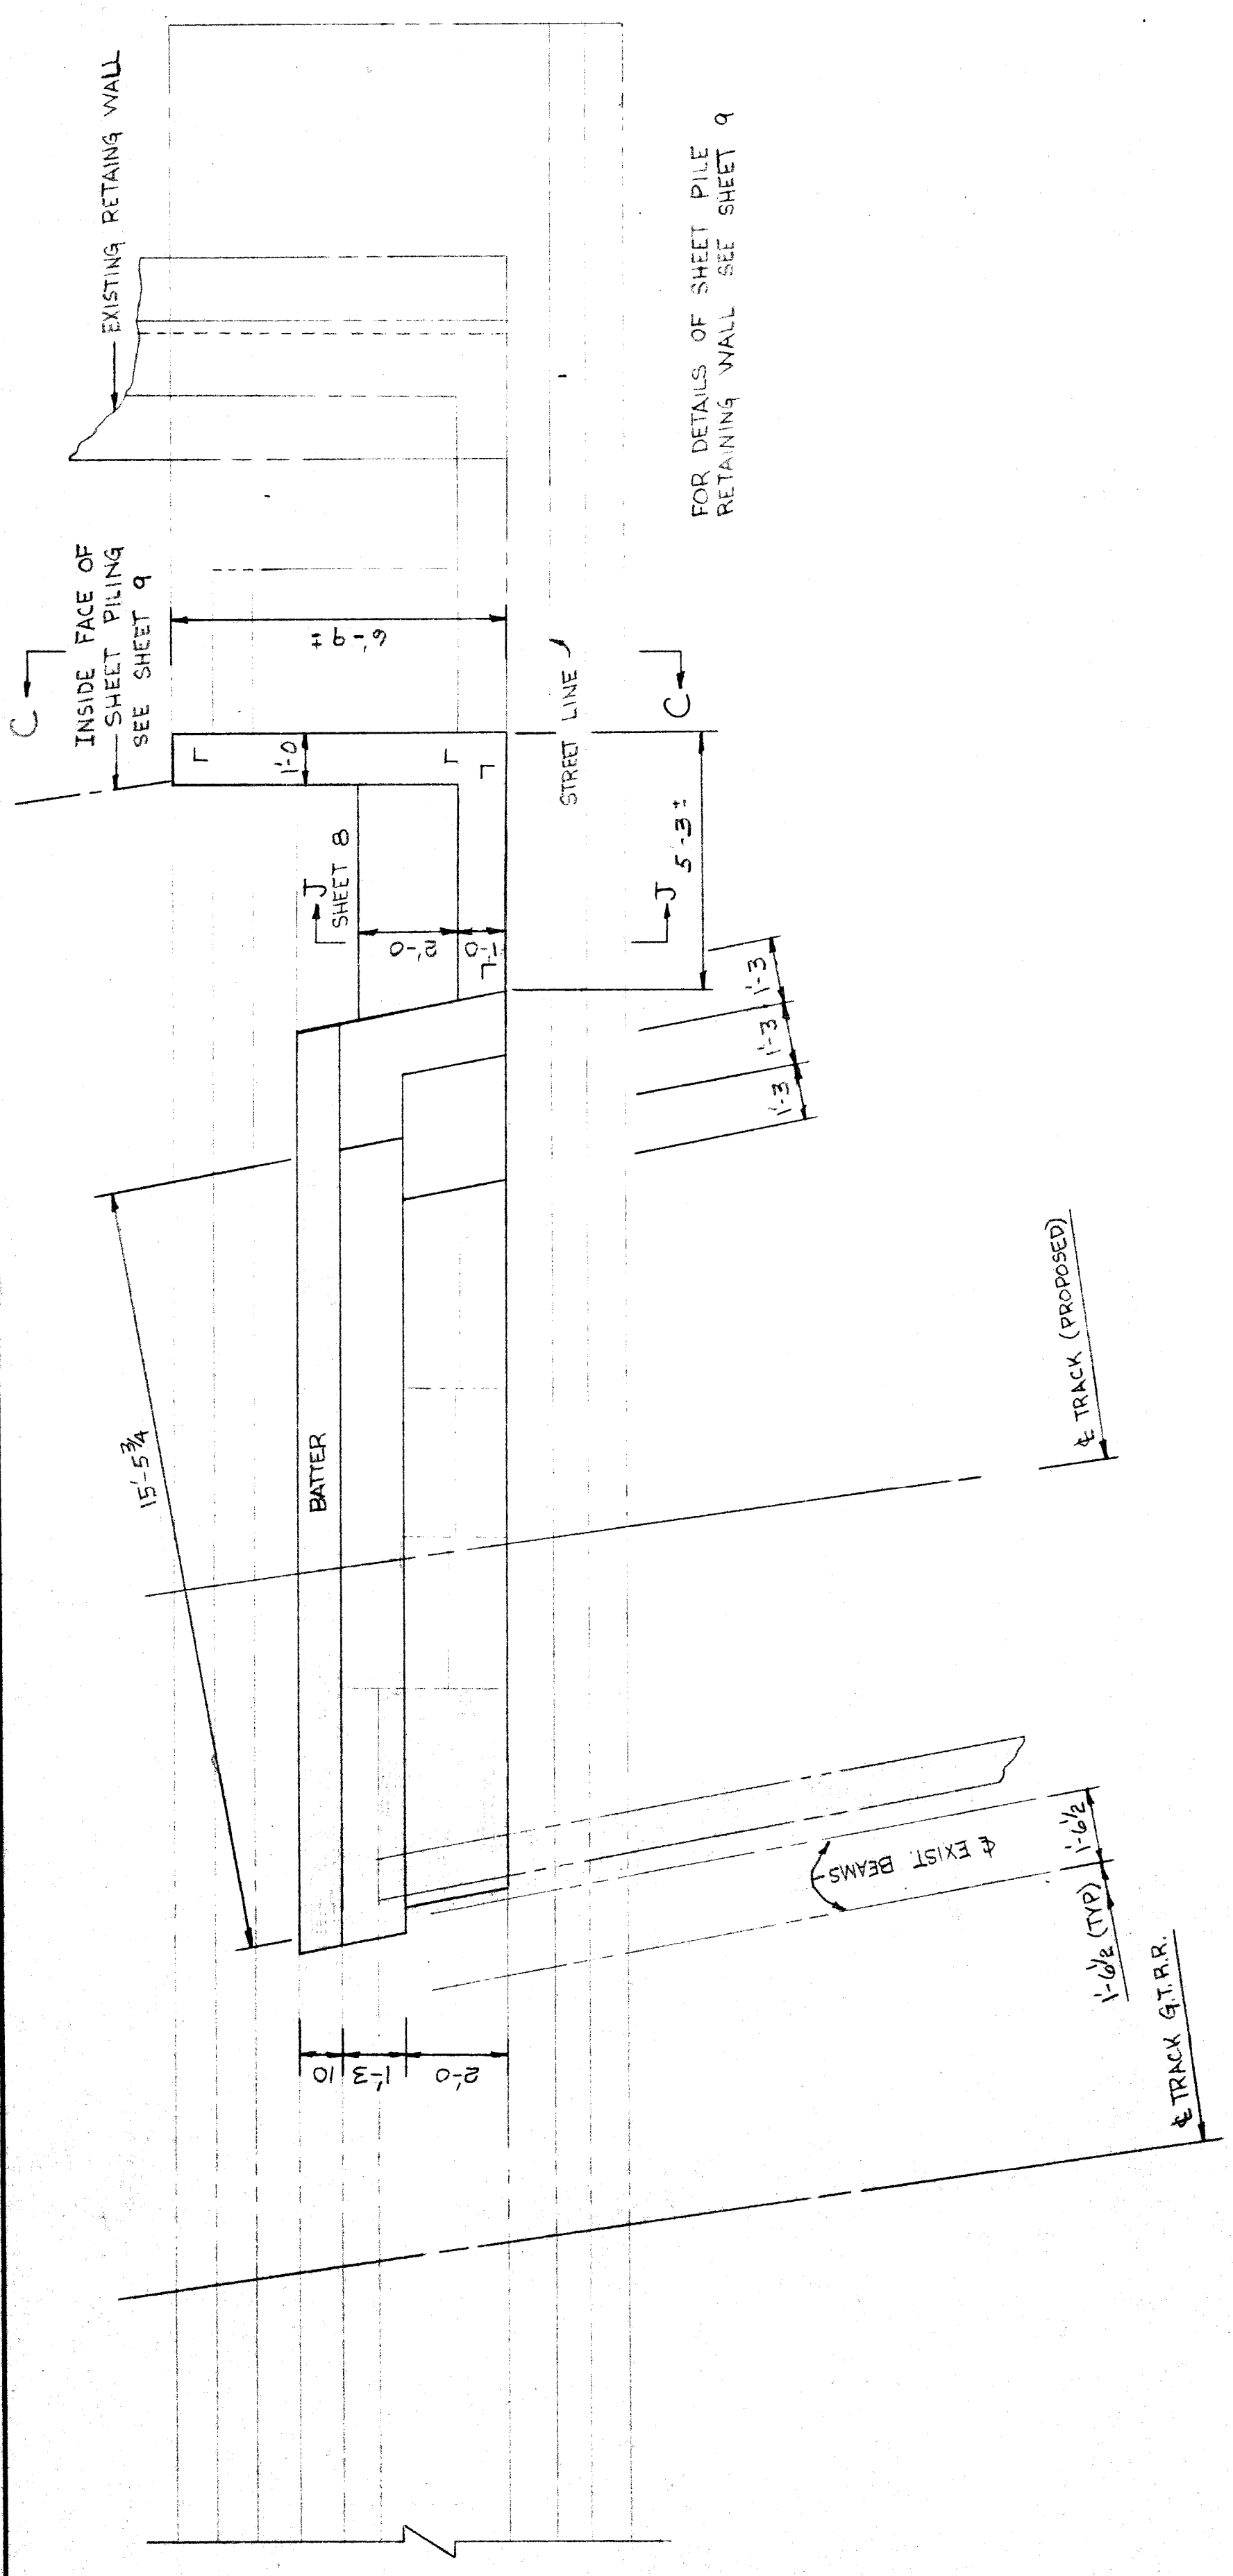 EXISTING RETAING WALL
C
INSIDE FACE OF
SHEET PILING
SEE SHEET 9
6'-9±
1'-0
L
L
L
L
STREET LINE
C
FOR DETAILS OF SHEET PILE
RETAINING WALL SEE SHEET 9
J
SHEET 8
2'-0
1'-0
J
5'-3±
1'-3
1'-3
1'-3
15'-5¾
BATTER
℄ TRACK (PROPOSED)
℄ EXIST. BEAMS
1'-6½
1'-6½ (TYP)
10
1'-3
2'-0
℄ TRACK G.T.R.R.